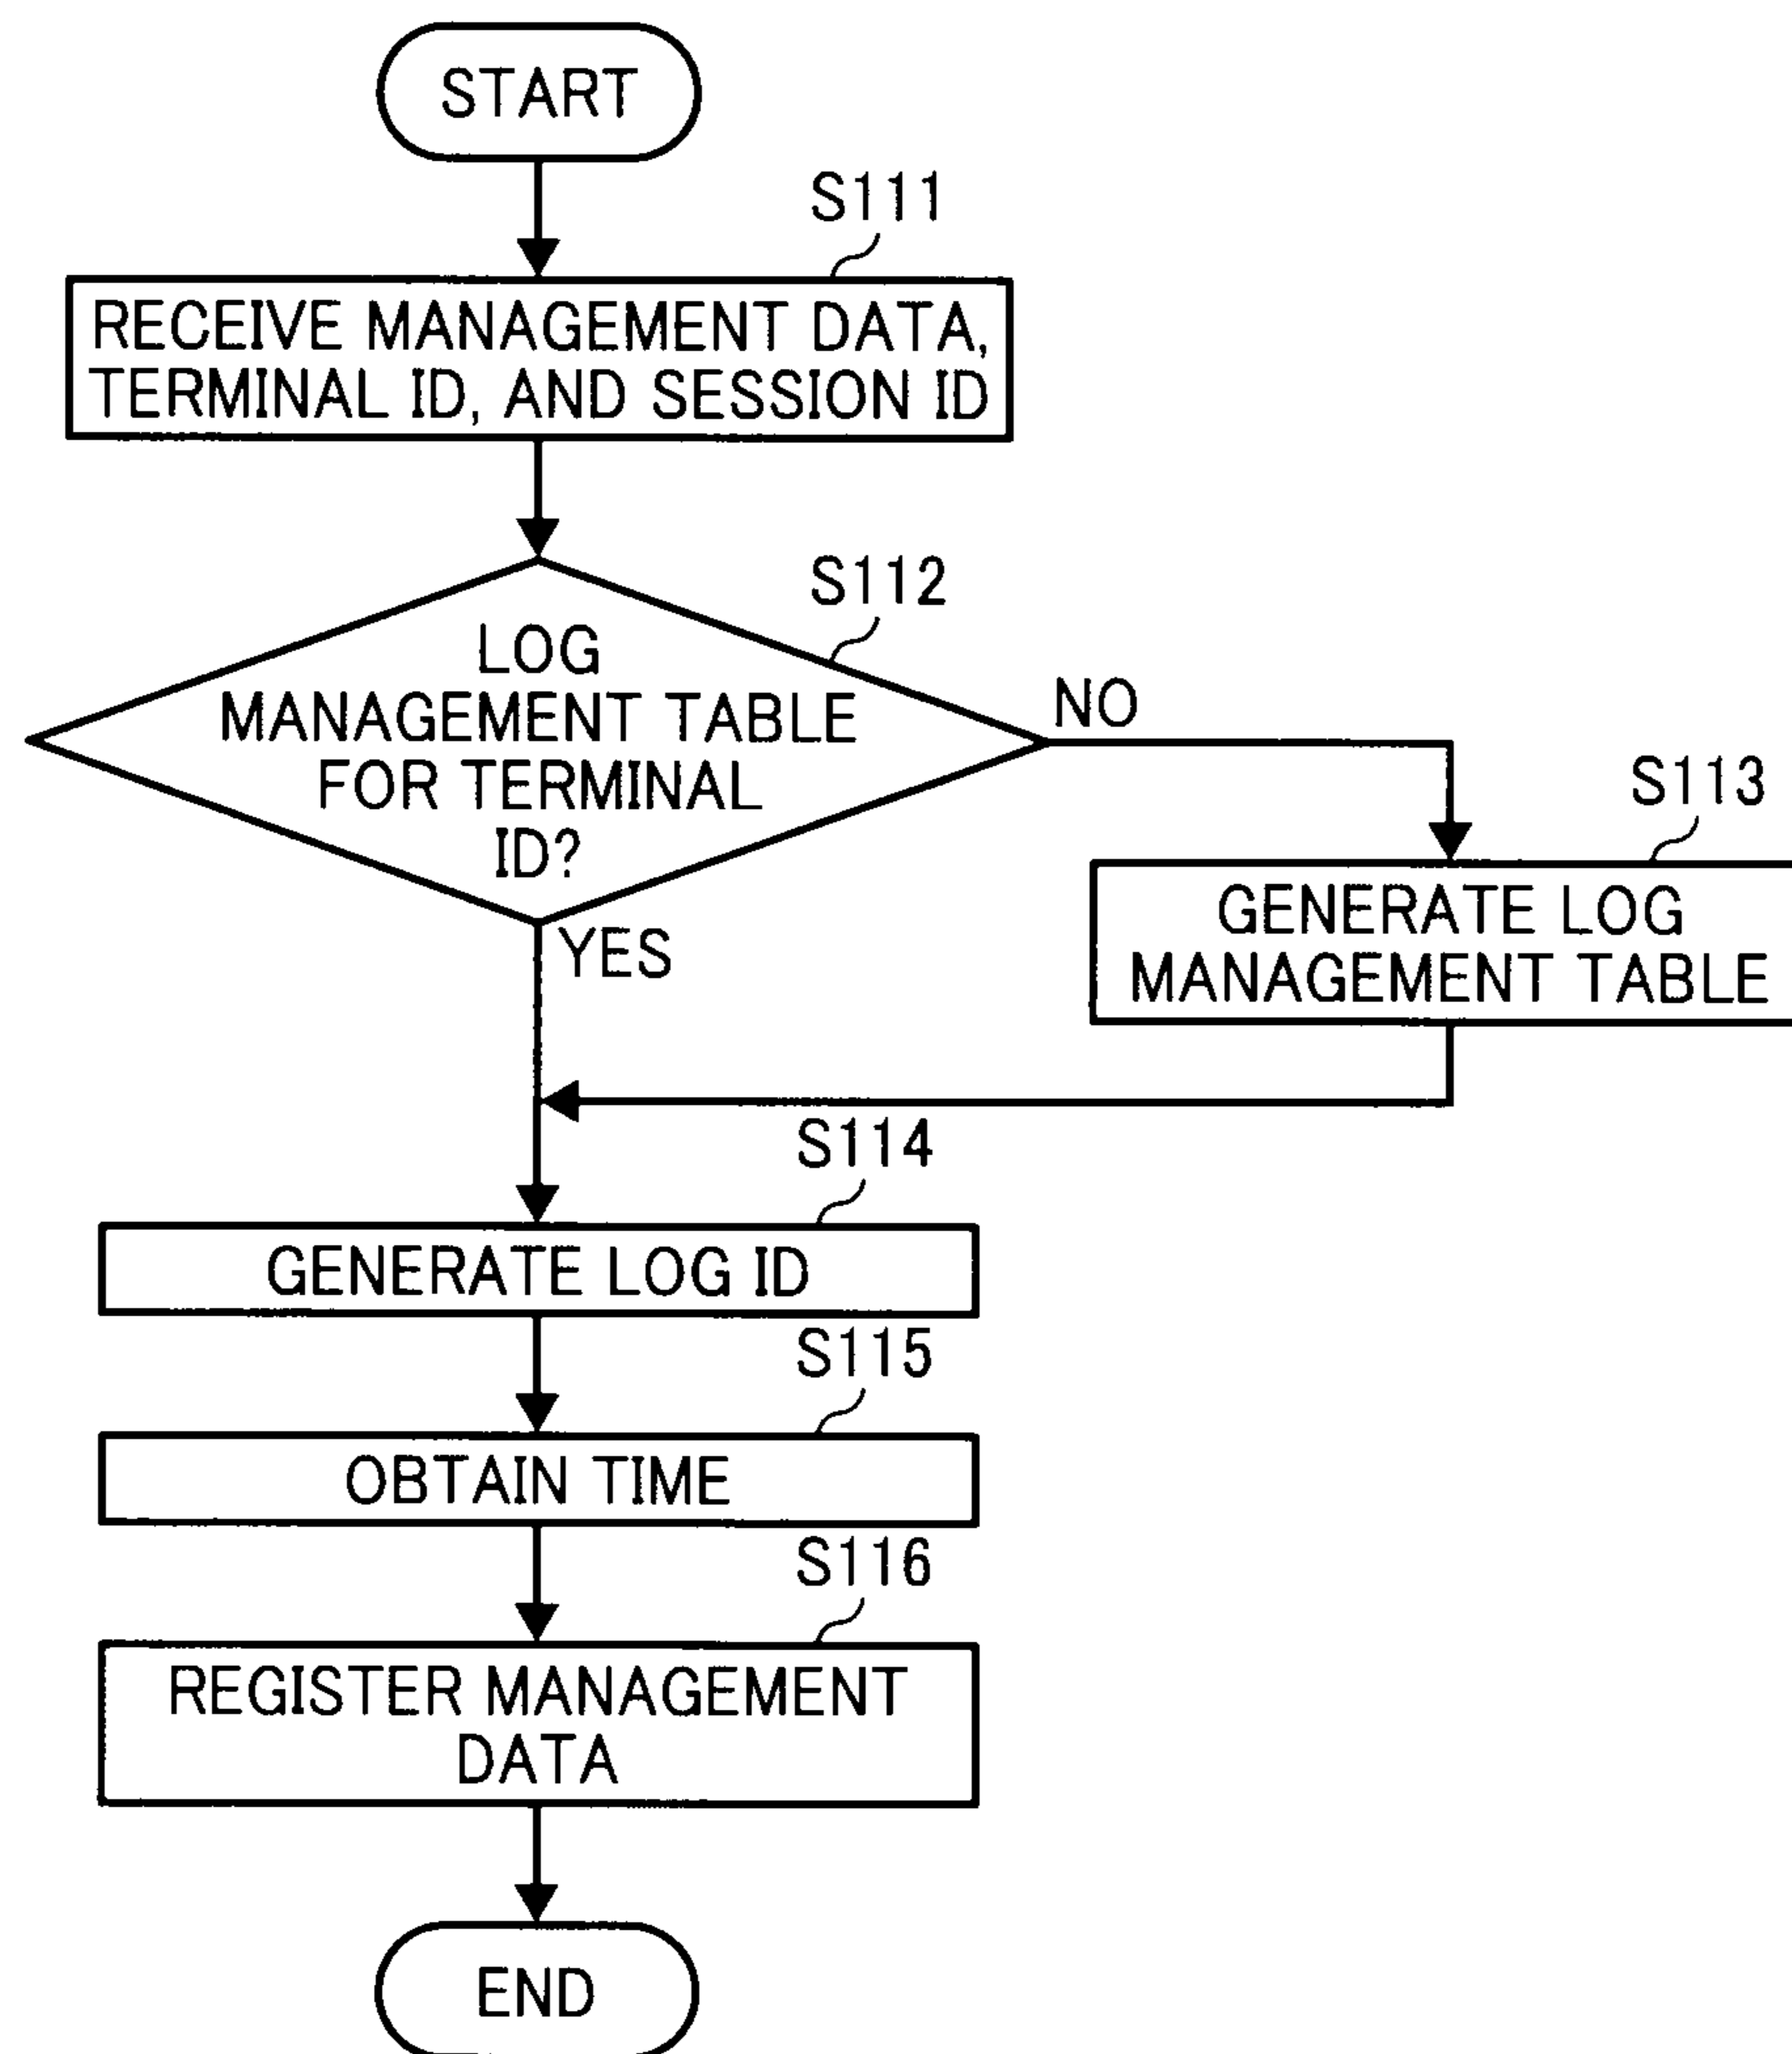 START
S111
RECEIVE MANAGEMENT DATA,
TERMINAL ID, AND SESSION ID
S112
LOG
MANAGEMENT TABLE
FOR TERMINAL
ID?
NO
YES
S113
GENERATE LOG
MANAGEMENT TABLE
S114
GENERATE LOG ID
S115
OBTAIN TIME
S116
REGISTER MANAGEMENT
DATA
END